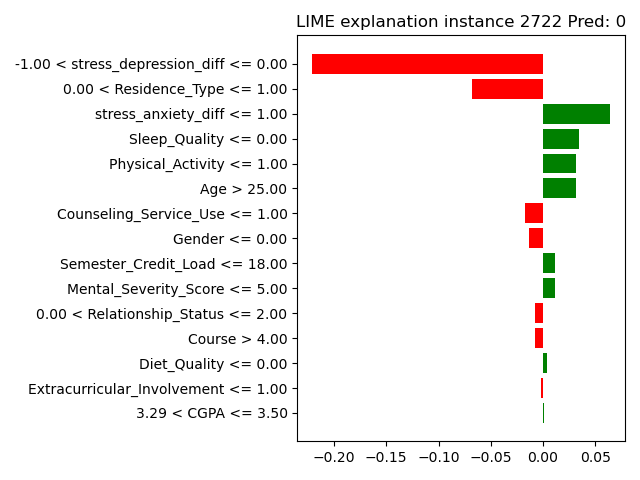 LIME explanation instance 2722 Pred: 0
-1.00 < stress_depression_diff <= 0.00
0.00 < Residence_Type <= 1.00
stress_anxiety_diff <= 1.00
Sleep_Quality <= 0.00
Physical_Activity <= 1.00
Age > 25.00
Counseling_Service_Use <= 1.00
Gender <= 0.00
Semester_Credit_Load <= 18.00
Mental_Severity_Score <= 5.00
0.00 < Relationship_Status <= 2.00
Course > 4.00
Diet_Quality <= 0.00
Extracurricular_Involvement <= 1.00
3.29 < CGPA <= 3.50
−0.20 −0.15 −0.10 −0.05 0.00 0.05